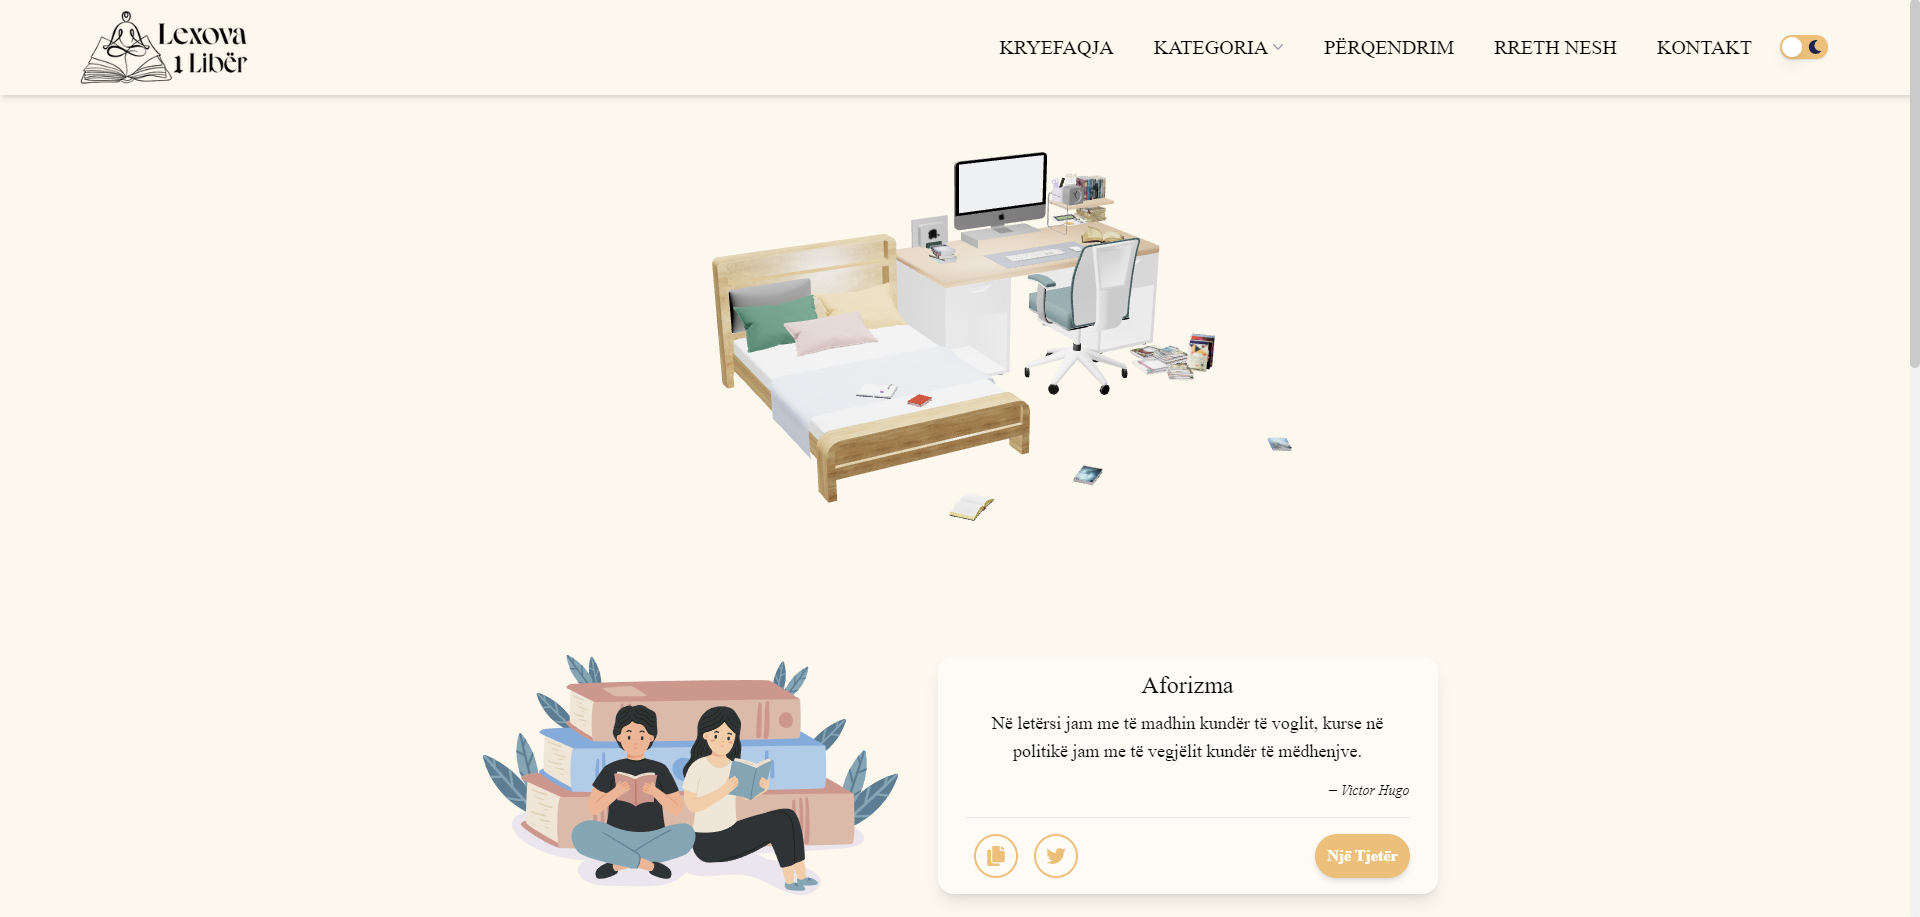 Lexova
1 Libër
KRYEFAQJA
KATEGORIA
PËRQENDRIM
RRETH NESH
KONTAKT
Aforizma
Në letërsi jam me të madhin kundër të voglit, kurse në
politikë jam me të vegjëlit kundër të mëdhenjve.
– Victor Hugo
Një Tjetër